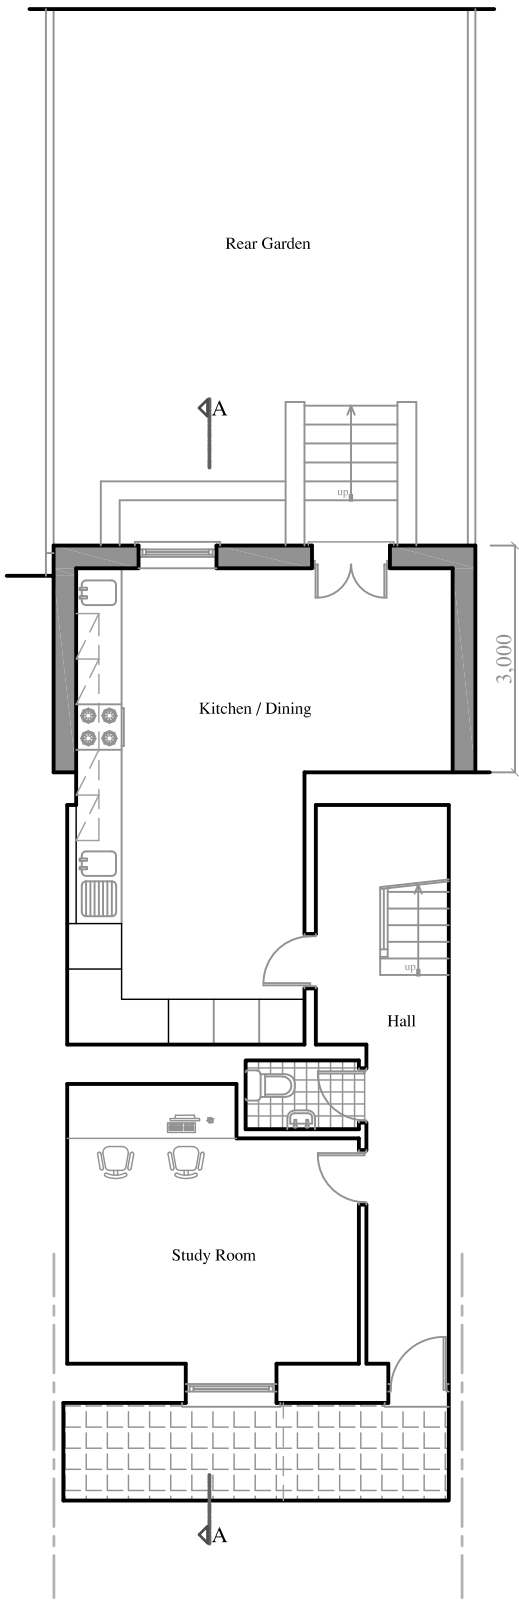 Rear Garden
A
up
3,000
Kitchen / Dining
up
Hall
Study Room
A